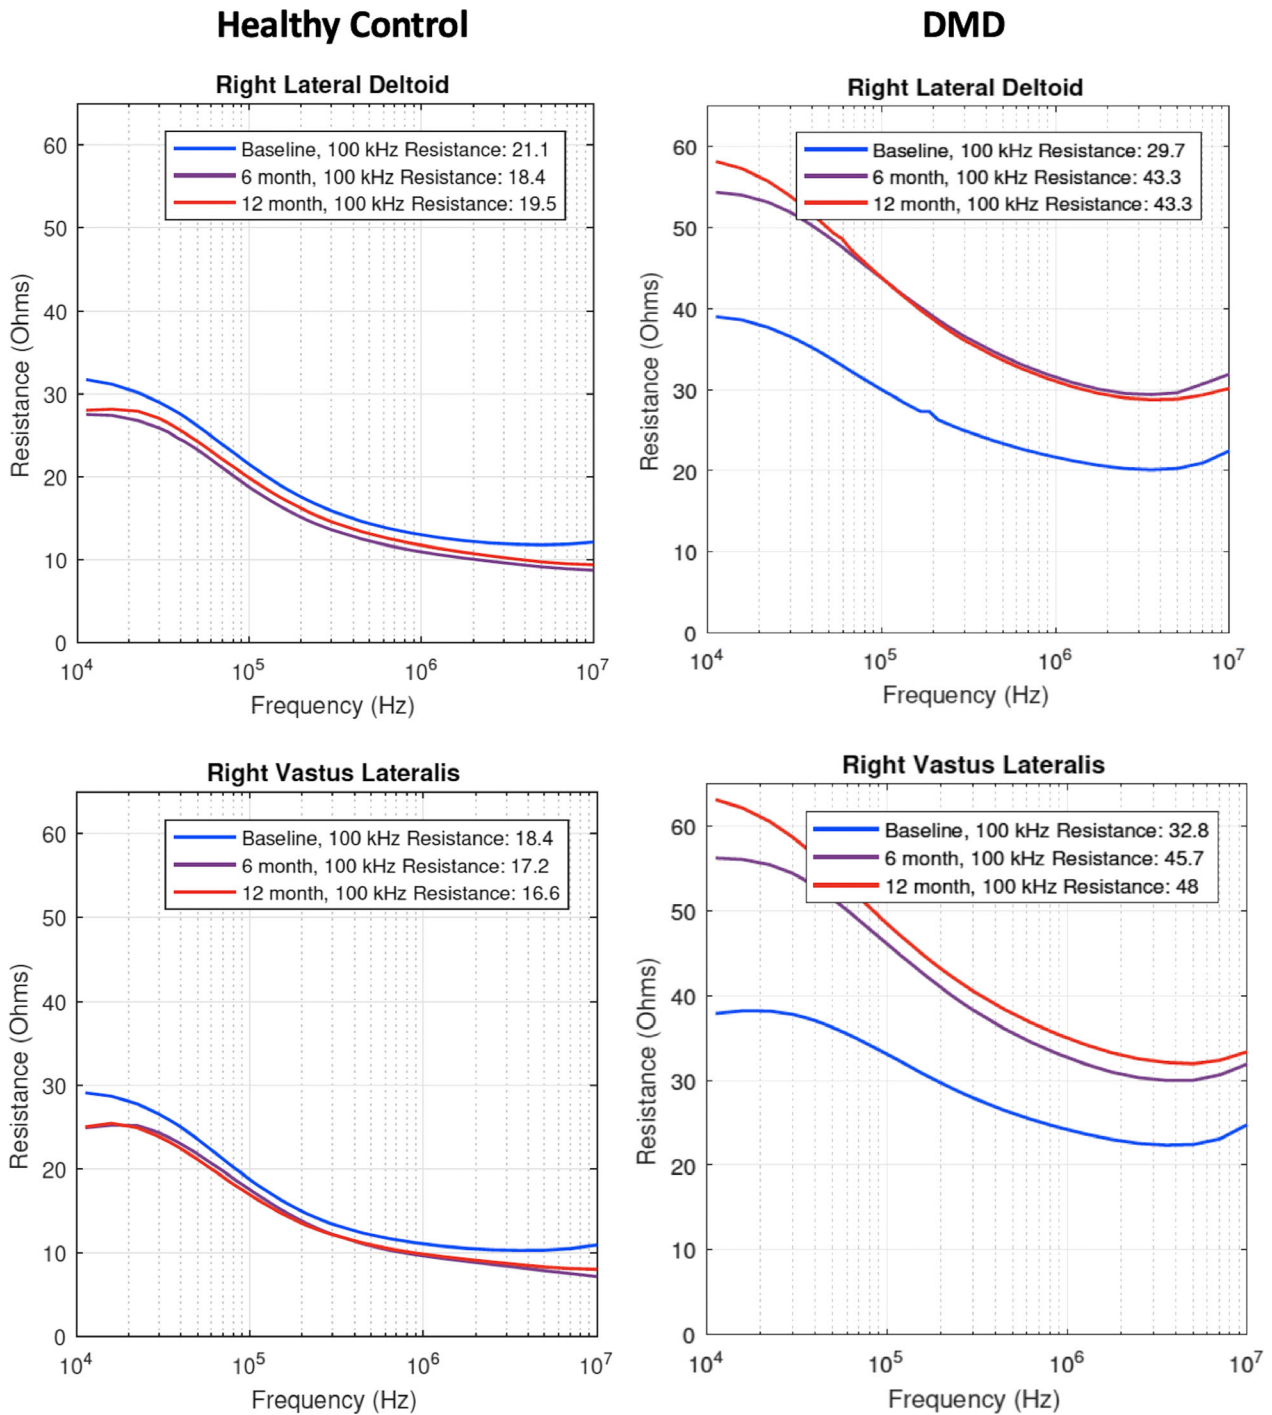 Healthy Control
DMD
Right Lateral Deltoid
Baseline, 100 kHz Resistance: 21.1
6 month, 100 kHz Resistance: 18.4
12 month, 100 kHz Resistance: 19.5
Resistance (Ohms)
60
50
40
30
20
10
0
10⁴
10⁵
10⁶
10⁷
Frequency (Hz)
Right Lateral Deltoid
Baseline, 100 kHz Resistance: 29.7
6 month, 100 kHz Resistance: 43.3
12 month, 100 kHz Resistance: 43.3
Resistance (Ohms)
60
50
40
30
20
10
0
10⁴
10⁵
10⁶
10⁷
Frequency (Hz)
Right Vastus Lateralis
Baseline, 100 kHz Resistance: 18.4
6 month, 100 kHz Resistance: 17.2
12 month, 100 kHz Resistance: 16.6
Resistance (Ohms)
60
50
40
30
20
10
0
10⁴
10⁵
10⁶
10⁷
Frequency (Hz)
Right Vastus Lateralis
Baseline, 100 kHz Resistance: 32.8
6 month, 100 kHz Resistance: 45.7
12 month, 100 kHz Resistance: 48
Resistance (Ohms)
60
50
40
30
20
10
0
10⁴
10⁵
10⁶
10⁷
Frequency (Hz)